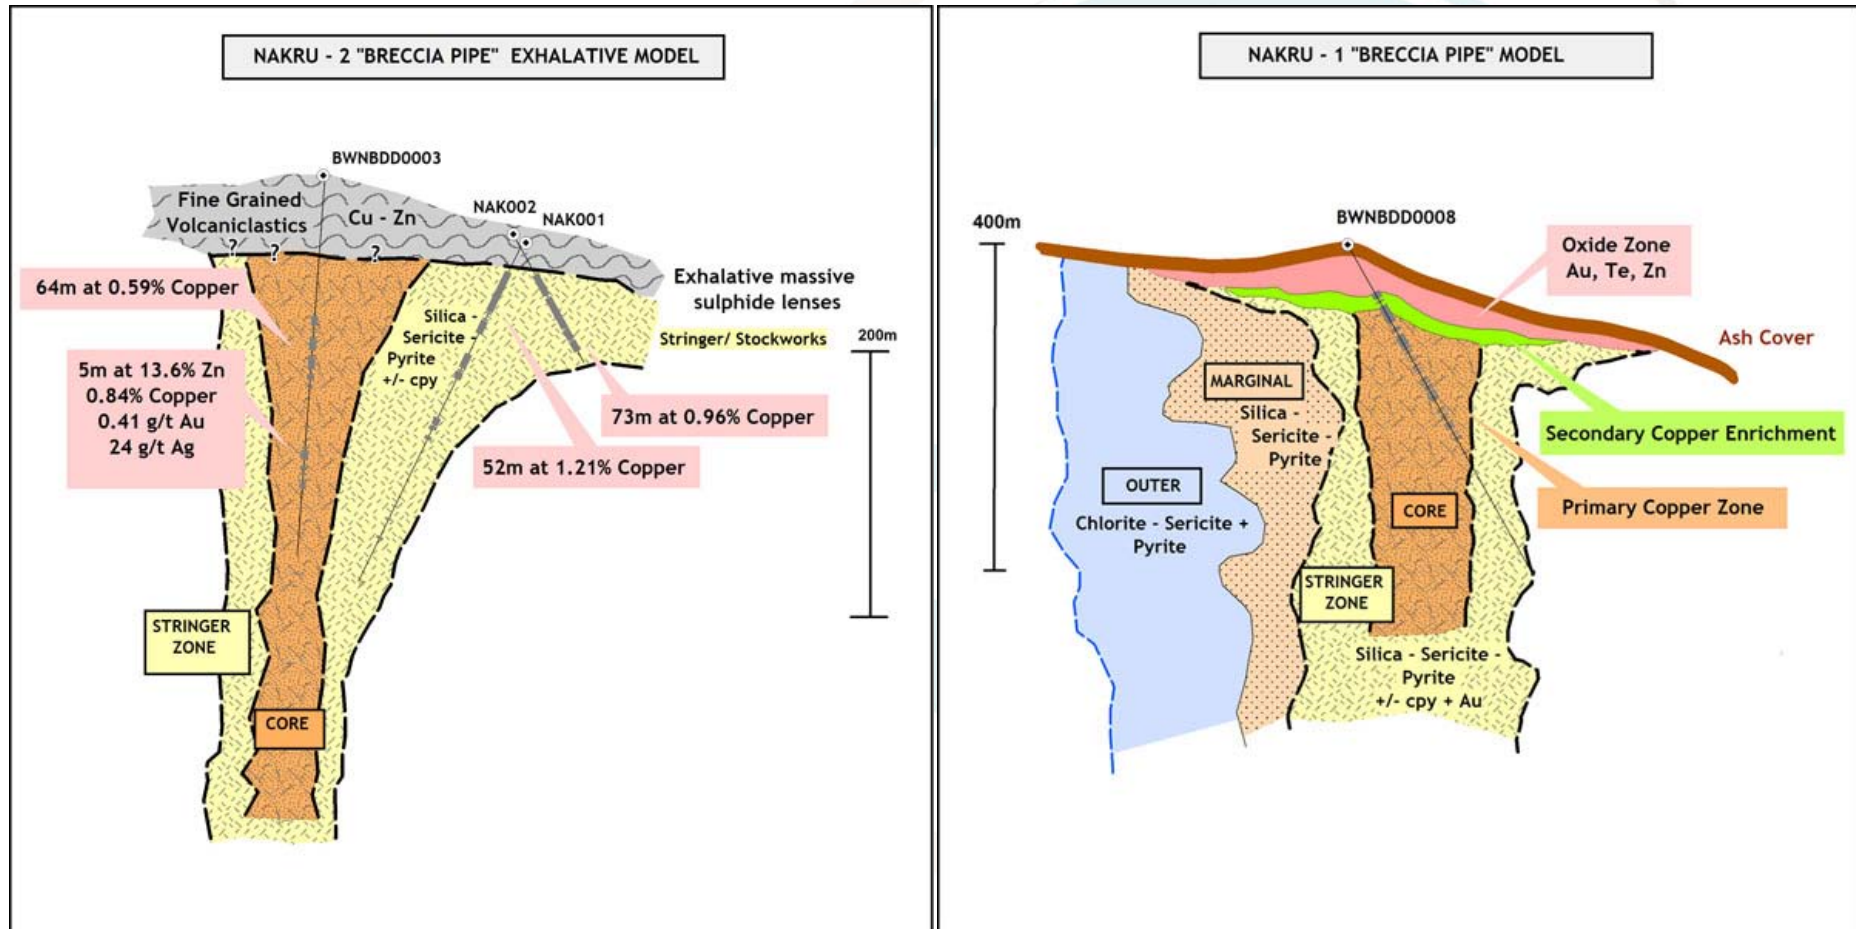 NAKRU - 2 "BRECCIA PIPE" EXHALATIVE MODEL
BWNBDD0003
Fine Grained
Volcaniclastics
Cu - Zn
NAK002
NAK001
?
?
?
64m at 0.59% Copper
Exhalative massive
sulphide lenses
Silica -
Sericite -
Pyrite
+/- cpy
Stringer/ Stockworks
200m
5m at 13.6% Zn
0.84% Copper
0.41 g/t Au
24 g/t Ag
73m at 0.96% Copper
52m at 1.21% Copper
STRINGER
ZONE
CORE
NAKRU - 1 "BRECCIA PIPE" MODEL
400m
BWNBDD0008
Oxide Zone
Au, Te, Zn
Ash Cover
MARGINAL
Silica -
Sericite -
Pyrite
Secondary Copper Enrichment
OUTER
Chlorite - Sericite +
Pyrite
CORE
Primary Copper Zone
STRINGER
ZONE
Silica - Sericite -
Pyrite
+/- cpy + Au